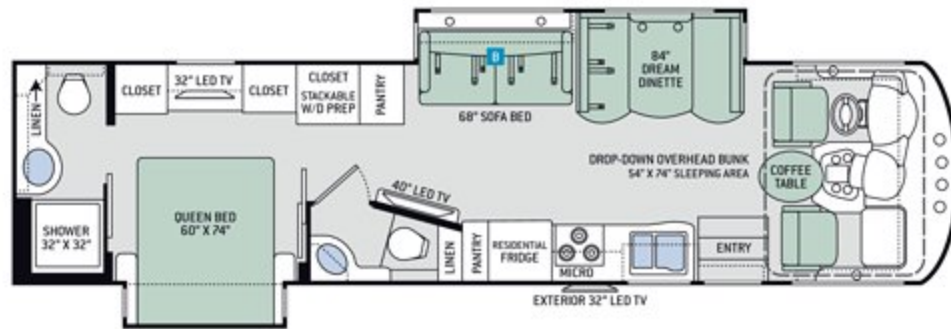 B
84"
DREAM
DINETTE
68" SOFA BED
LINEN
CLOSET
32" LED TV
CLOSET
CLOSET
STACKABLE
W/D PREP
PANTRY
DROP-DOWN OVERHEAD BUNK
54" X 74" SLEEPING AREA
COFFEE
TABLE
40" LED TV
QUEEN BED
60" X 74"
SHOWER
32" X 32"
LINEN
PANTRY
RESIDENTIAL
FRIDGE
MICRO
ENTRY
EXTERIOR 32" LED TV